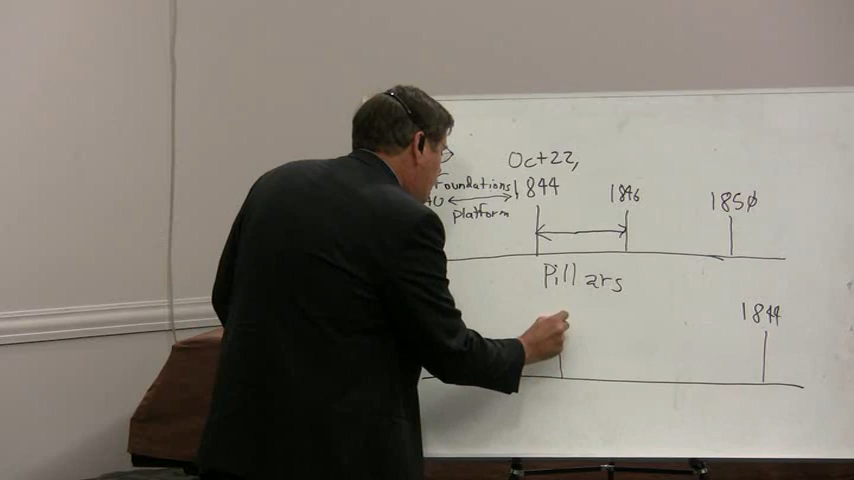 Oct 22,
Foundations 1844 1846 1850
platform
Pillars
1844